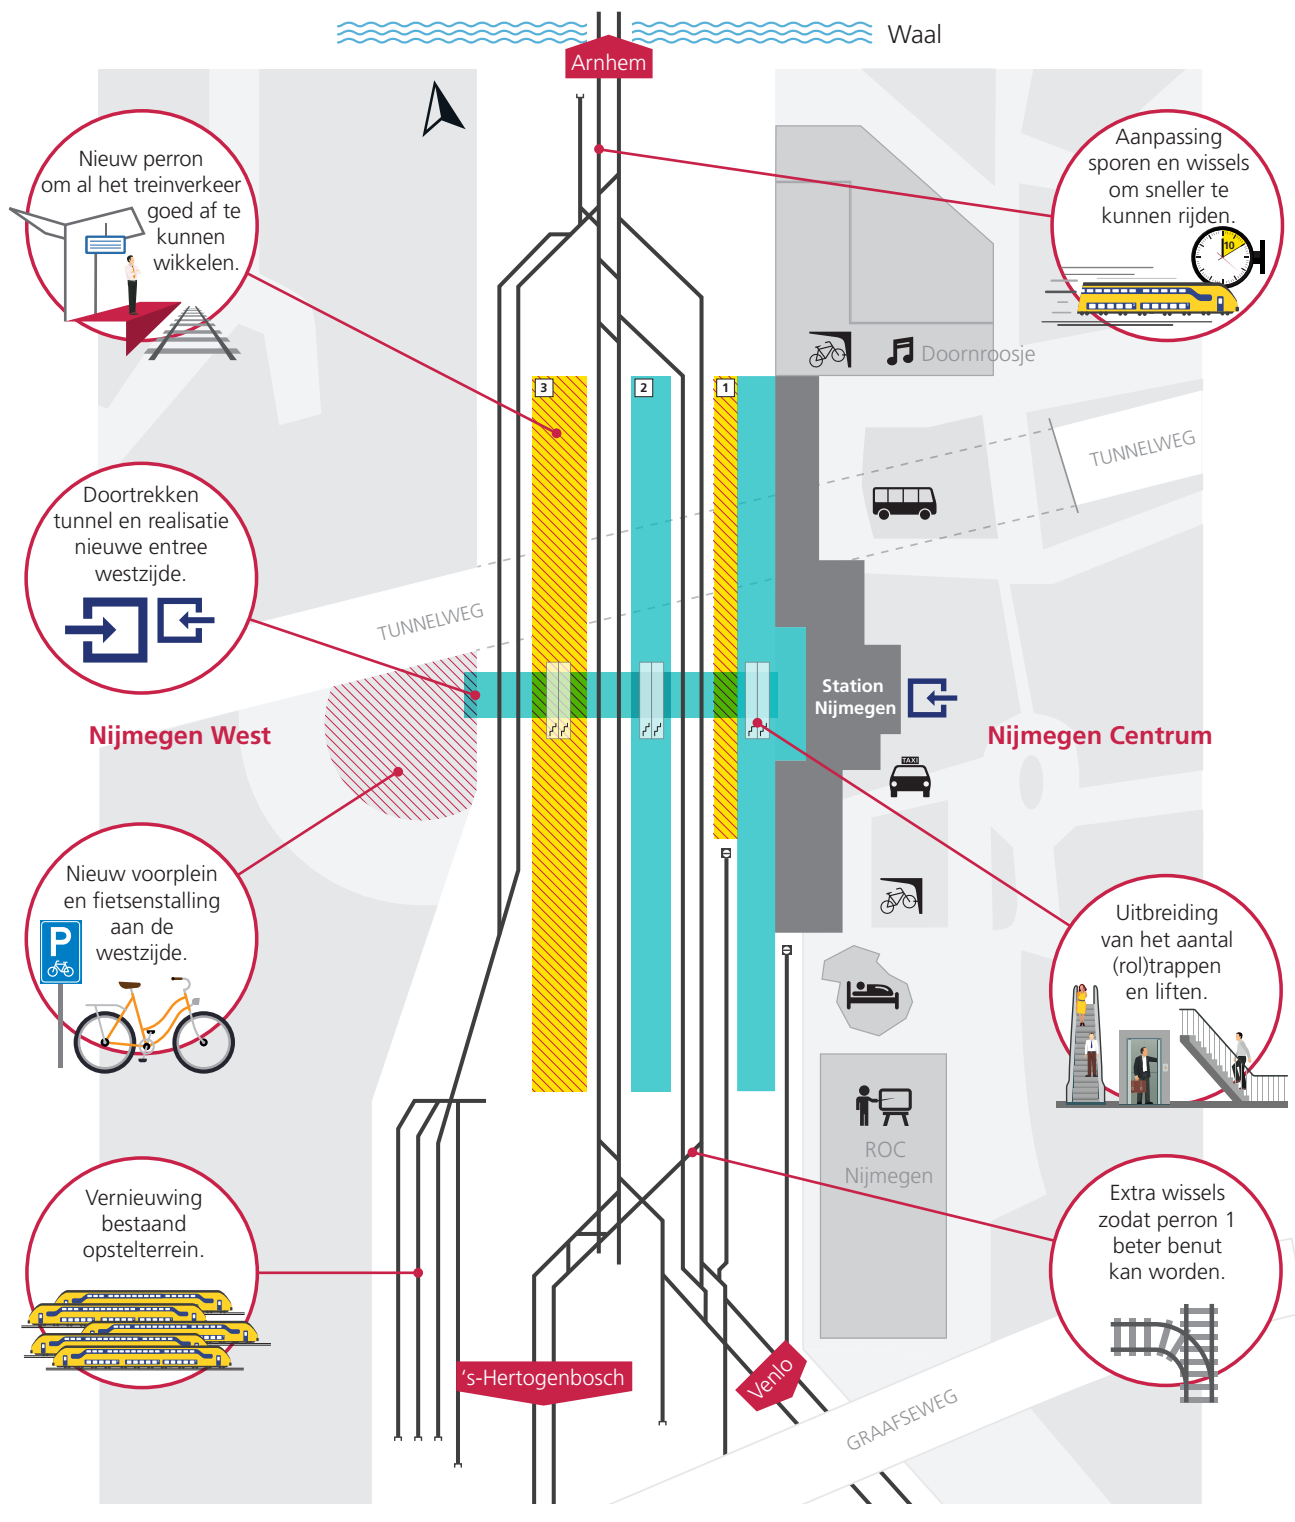 Waal
Arnhem
Nieuw perron
om al het treinverkeer
goed af te
kunnen
wikkelen.
Aanpassing
sporen en wissels
om sneller te
kunnen rijden.
10
Doornroosje
3
2
1
TUNNELWEG
Doortrekken
tunnel en realisatie
nieuwe entree
westzijde.
TUNNELWEG
Station
Nijmegen
Nijmegen West
Nijmegen Centrum
TAXI
Nieuw voorplein
en fietsenstalling
aan de
westzijde.
P
Uitbreiding
van het aantal
(rol)trappen
en liften.
ROC
Nijmegen
Vernieuwing
bestaand
opstelterrein.
Extra wissels
zodat perron 1
beter benut
kan worden.
's-Hertogenbosch
Venlo
GRAAFSEWEG